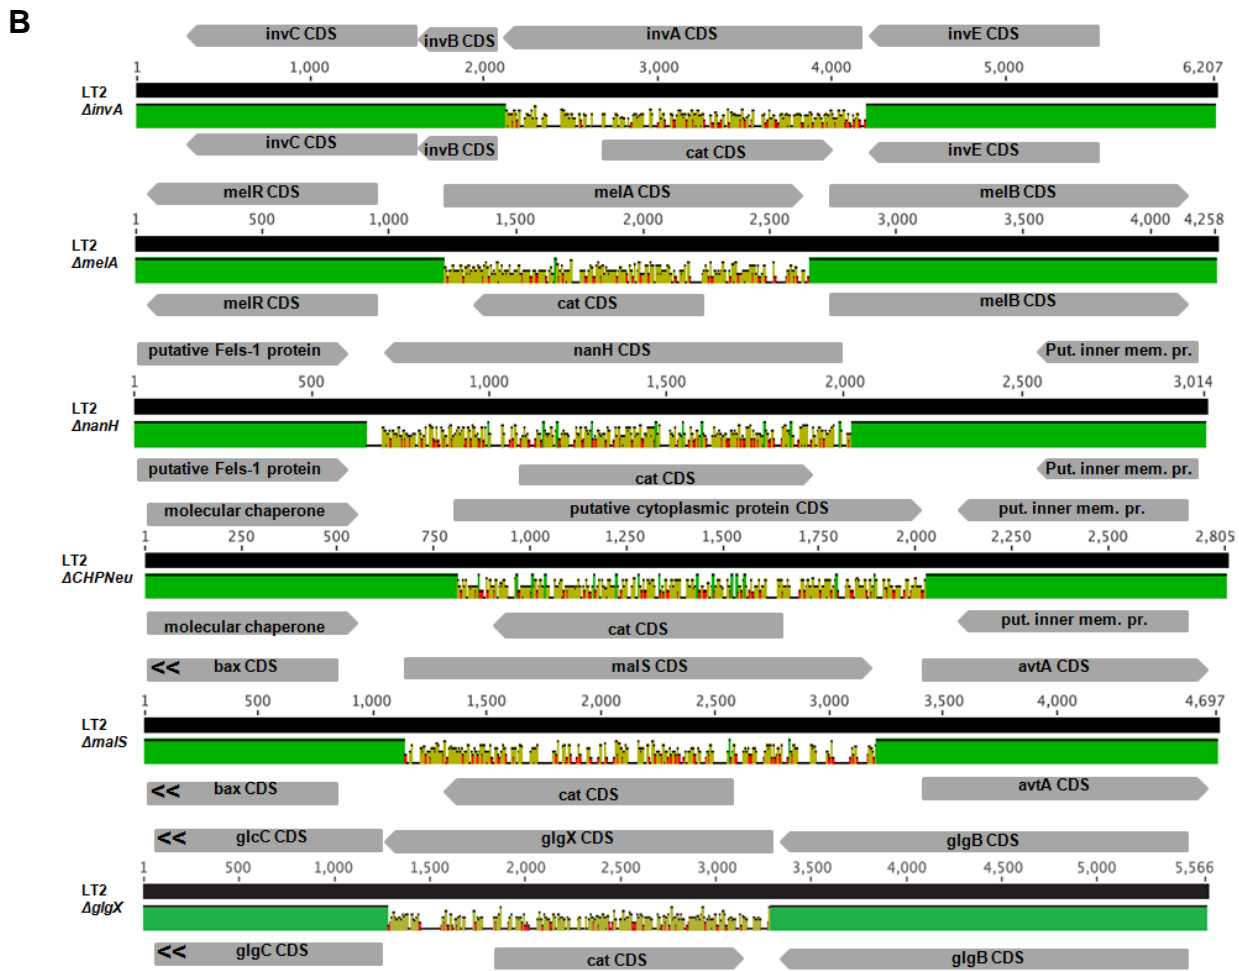 B
invC CDS invB CDS invA CDS invE CDS
1 1,000 2,000 3,000 4,000 5,000 6,207
LT2
ΔinvA
invC CDS invB CDS cat CDS invE CDS
melR CDS melA CDS melB CDS
1 500 1,000 1,500 2,000 2,500 3,000 3,500 4,000 4,258
LT2
ΔmelA
melR CDS cat CDS melB CDS
putative Fels-1 protein nanH CDS Put. inner mem. pr.
1 500 1,000 1,500 2,000 2,500 3,014
LT2
ΔnanH
putative Fels-1 protein cat CDS Put. inner mem. pr.
molecular chaperone putative cytoplasmic protein CDS put. inner mem. pr.
1 250 500 750 1,000 1,250 1,500 1,750 2,000 2,250 2,500 2,805
LT2
ΔCHPNeu
molecular chaperone cat CDS put. inner mem. pr.
<< bax CDS malS CDS avtA CDS
1 500 1,000 1,500 2,000 2,500 3,000 3,500 4,000 4,697
LT2
ΔmalS
<< bax CDS cat CDS avtA CDS
<< glcC CDS glgX CDS glgB CDS
1 500 1,000 1,500 2,000 2,500 3,000 3,500 4,000 4,500 5,000 5,566
LT2
ΔglgX
<< glgC CDS cat CDS glgB CDS